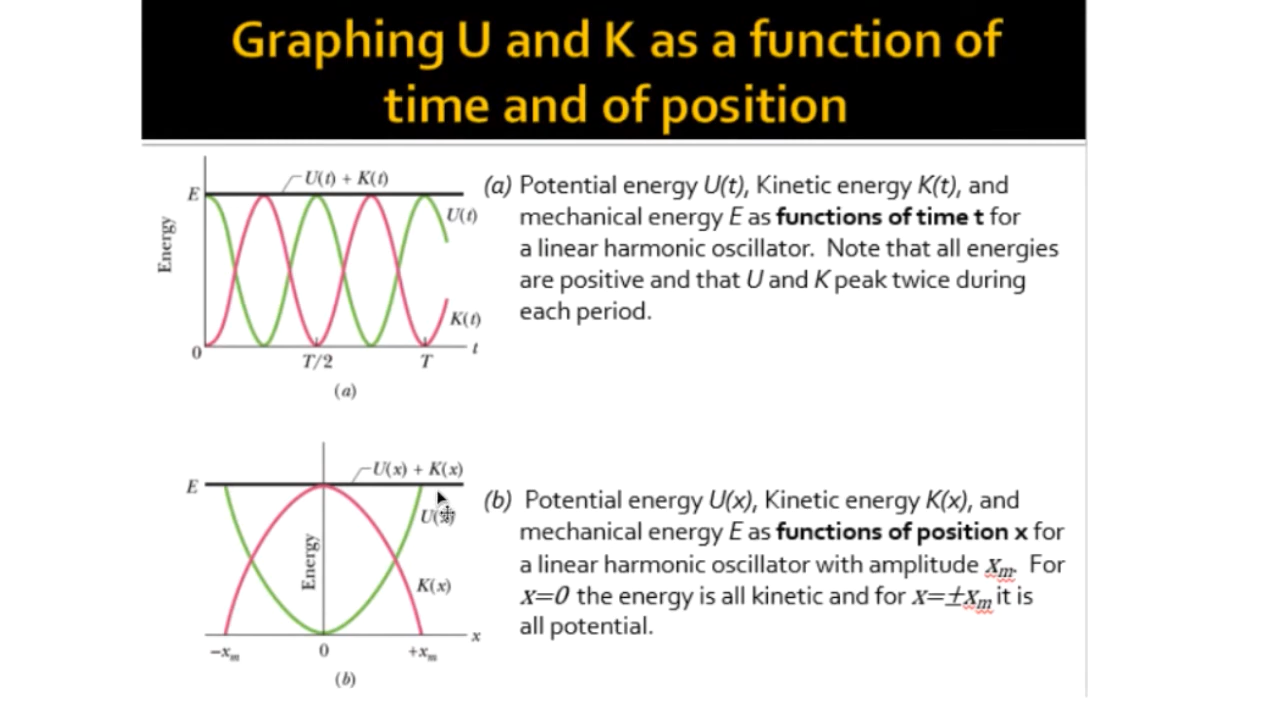 Graphing U and K as a function of
time and of position
U(t) + K(t)
E
Energy
U(t)
K(t)
0
T/2
T
t
(a)
(a) Potential energy U(t), Kinetic energy K(t), and
mechanical energy E as functions of time t for
a linear harmonic oscillator. Note that all energies
are positive and that U and K peak twice during
each period.
U(x) + K(x)
E
Energy
K(x)
x
−xm
0
+xm
(b)
(b) Potential energy U(x), Kinetic energy K(x), and
mechanical energy E as functions of position x for
a linear harmonic oscillator with amplitude xm. For
x=0 the energy is all kinetic and for x=±xm it is
all potential.